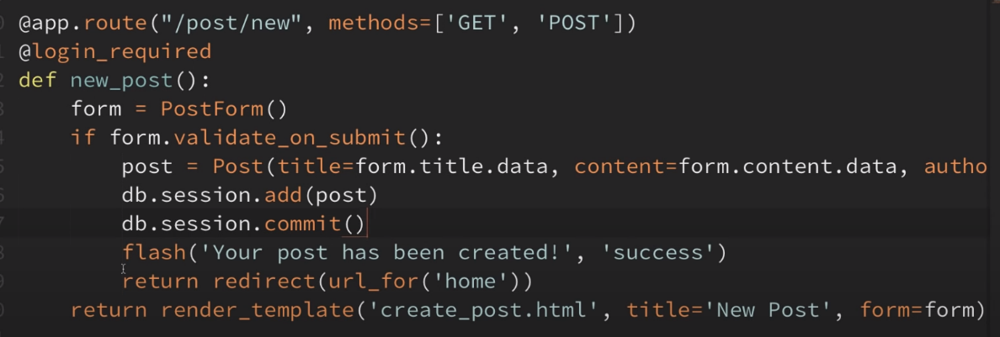 @app.route("/post/new", methods=['GET', 'POST'])
@login_required
def new_post():
    form = PostForm()
    if form.validate_on_submit():
        post = Post(title=form.title.data, content=form.content.data, autho
        db.session.add(post)
        db.session.commit()
        flash('Your post has been created!', 'success')
        return redirect(url_for('home'))
    return render_template('create_post.html', title='New Post', form=form)